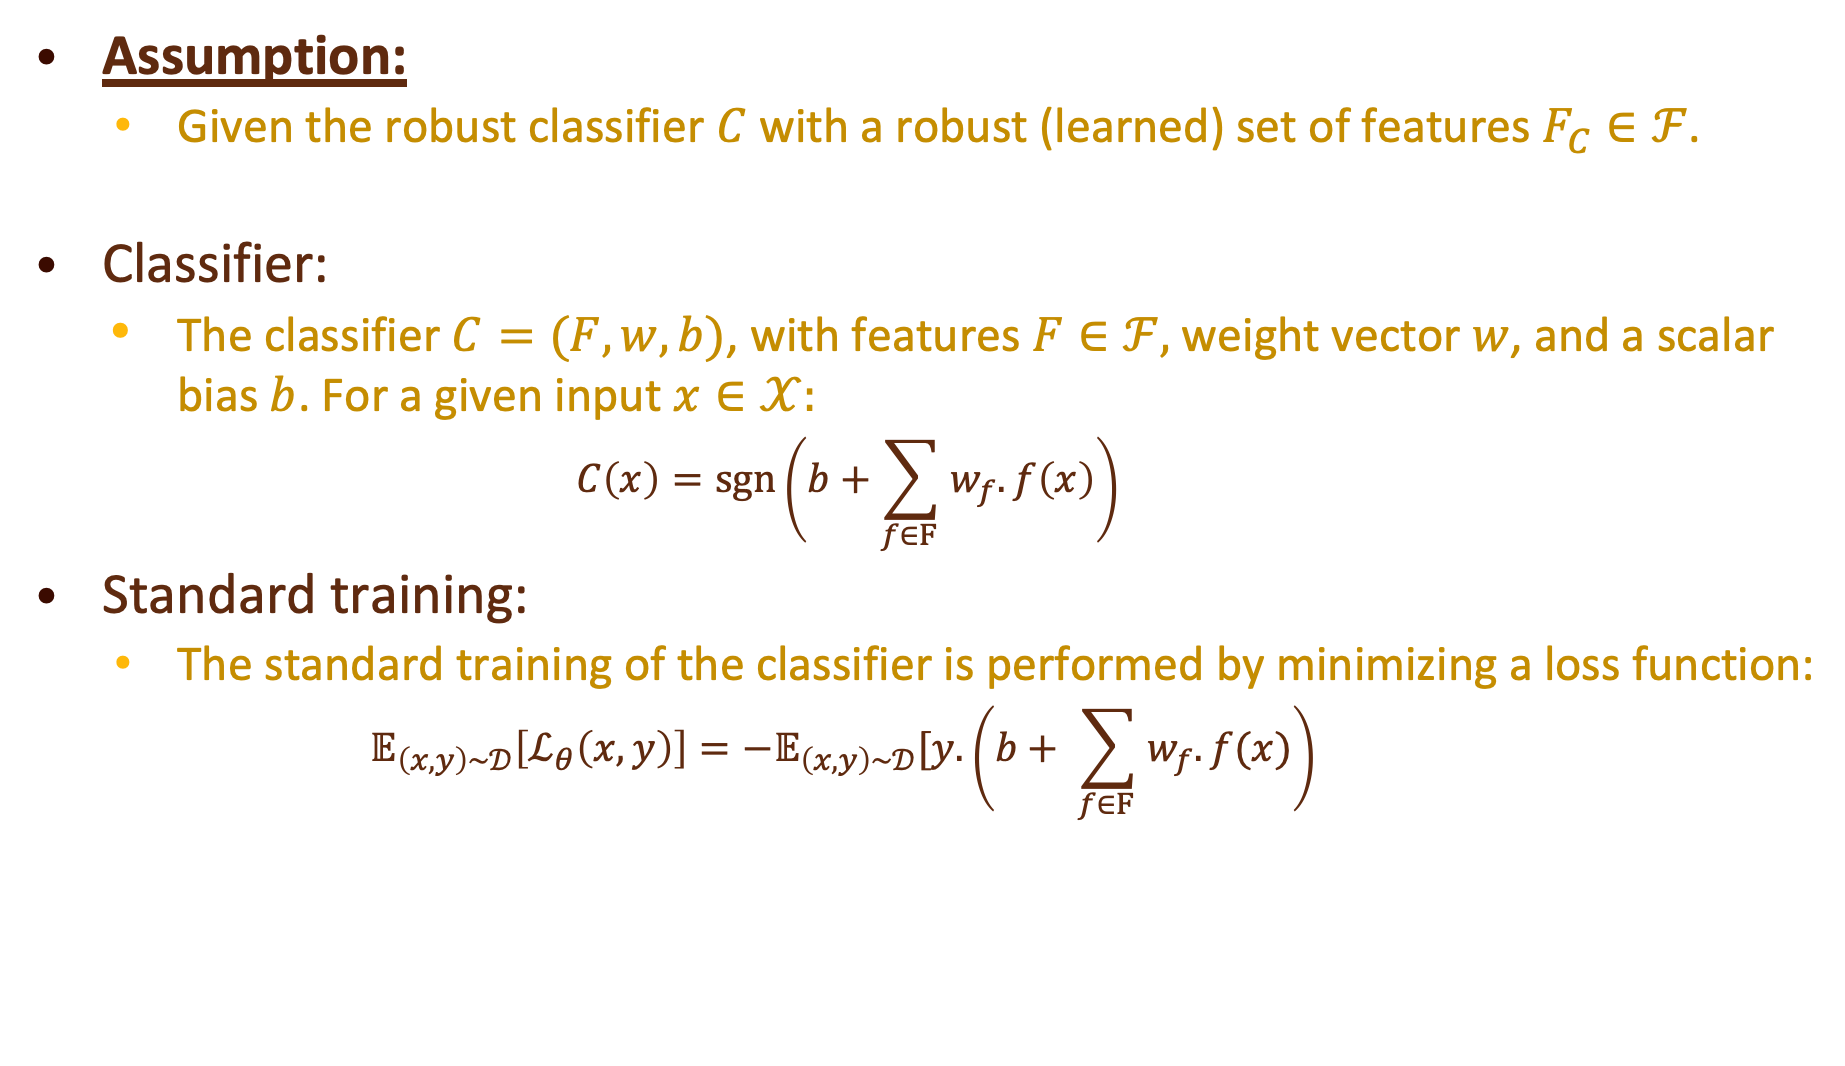 • Assumption:
• Given the robust classifier C with a robust (learned) set of features F_C ∈ ℱ.
• Classifier:
• The classifier C = (F, w, b), with features F ∈ ℱ, weight vector w, and a scalar
bias b. For a given input x ∈ 𝒳:
C(x) = sgn(b + ∑_{f∈F} w_f. f(x))
• Standard training:
• The standard training of the classifier is performed by minimizing a loss function:
𝔼_{(x,y)~𝒟}[ℒ_θ(x, y)] = −𝔼_{(x,y)~𝒟}[y. (b + ∑_{f∈F} w_f. f(x))